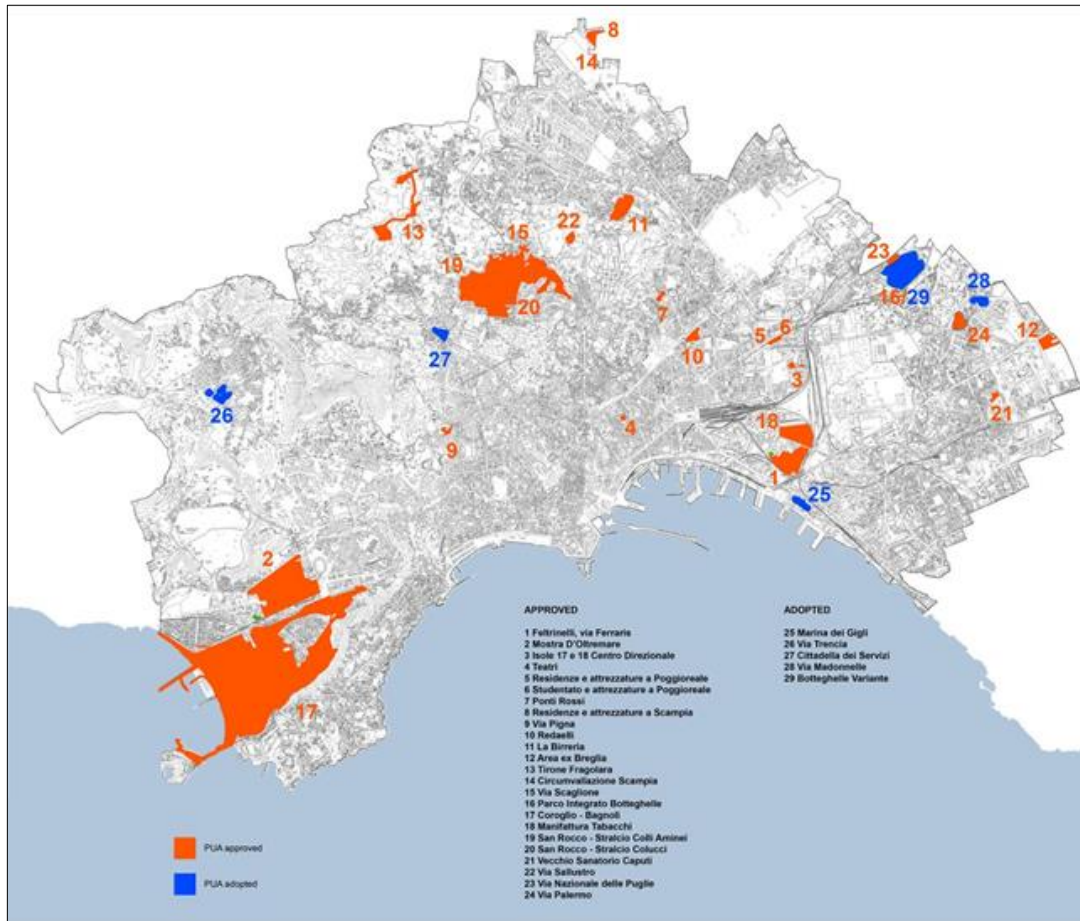 8
14
13
11
22
15
19
20
23
16/29
28
7
5 6
12
24
10
27
3
26
21
4
18
9
1
25
2
17
APPROVED
1 Feltrinelli, via Ferraris
2 Mostra D'Oltremare
3 Isole 17 e 18 Centro Direzionale
4 Teatri
5 Residenze e attrezzature a Poggioreale
6 Studentato e attrezzature a Poggioreale
7 Ponti Rossi
8 Residenze e attrezzature a Scampia
9 Via Pigna
10 Redaelli
11 La Birreria
12 Area ex Breglia
13 Tirone Fragolara
14 Circumvallazione Scampia
15 Via Scaglione
16 Parco Integrato Botteghelle
17 Coroglio - Bagnoli
18 Manifattura Tabacchi
19 San Rocco - Stralcio Colli Aminei
20 San Rocco - Stralcio Colucci
21 Vecchio Sanatorio Caputi
22 Via Sallustro
23 Via Nazionale delle Puglie
24 Via Palermo
ADOPTED
25 Marina dei Gigli
26 Via Trencia
27 Cittadella dei Servizi
28 Via Madonnelle
29 Botteghelle Variante
PUA approved
PUA adopted